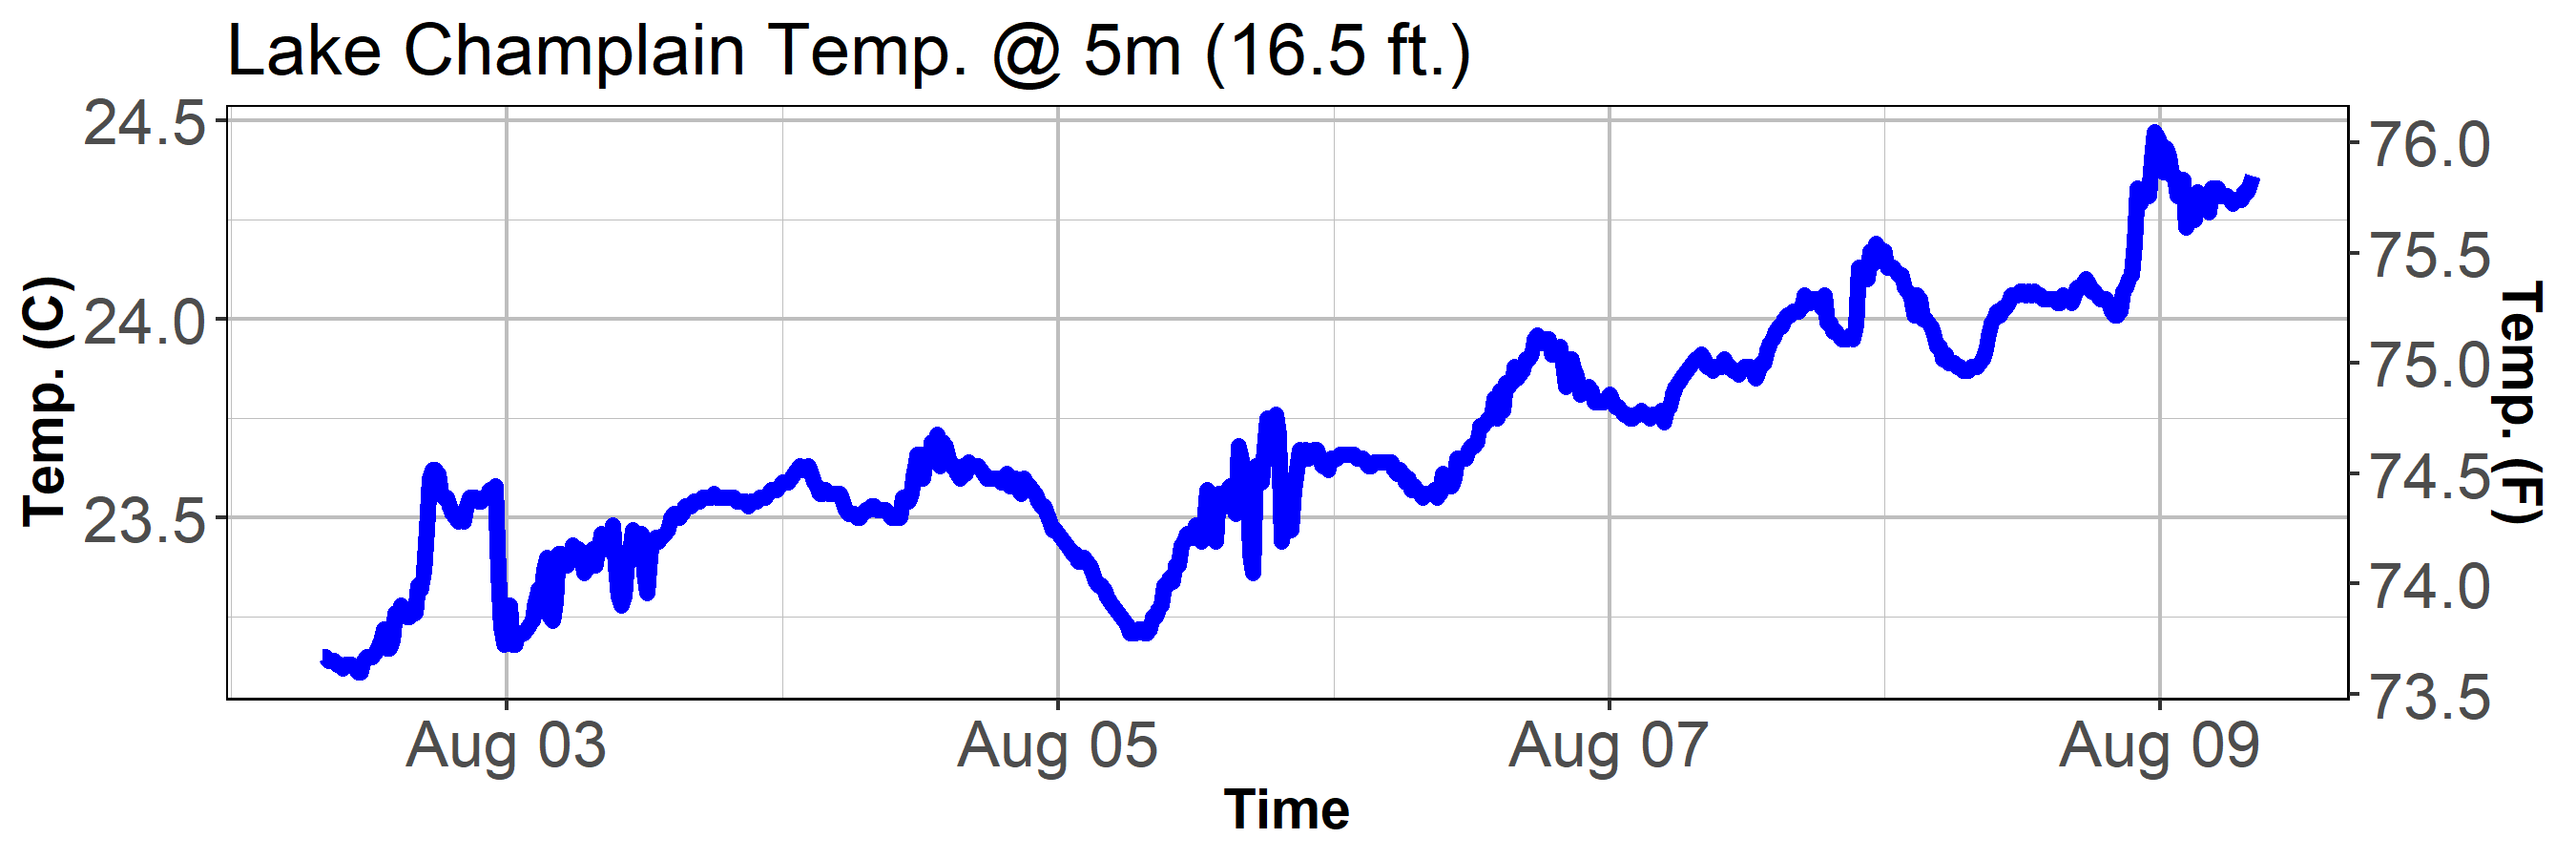 Lake Champlain Temp. @ 5m (16.5 ft.)
Temp. (C)
24.5
24.0
23.5
76.0
75.5
75.0
74.5
74.0
73.5
Temp. (F)
Aug 03 Aug 05 Aug 07 Aug 09
Time